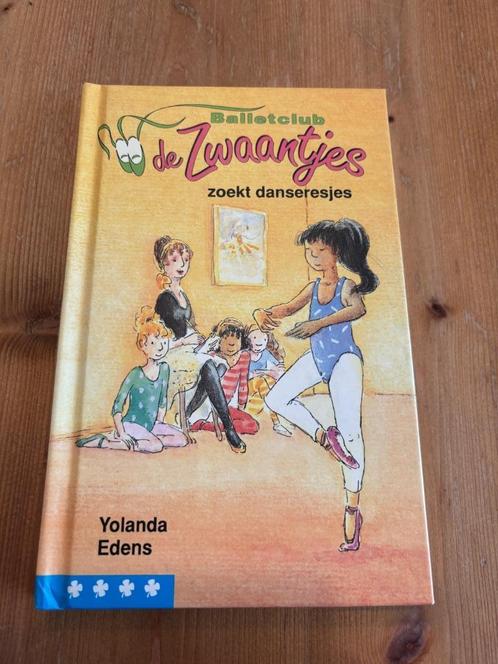 Balletclub
de Zwaantjes
zoekt danseresjes
Yolanda
Edens